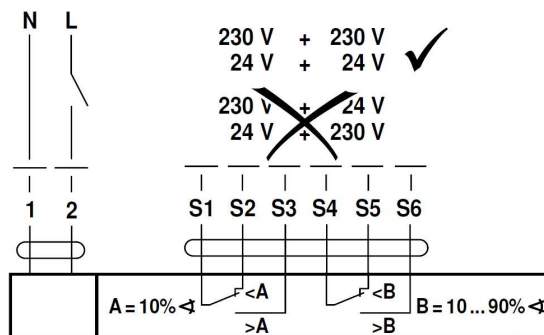 N L
230 V + 230 V
24 V + 24 V
230 V + 24 V
24 V + 230 V
1 2 S1 S2 S3 S4 S5 S6
A = 10% ∢ <A <B B = 10 ... 90% ∢
>A >B